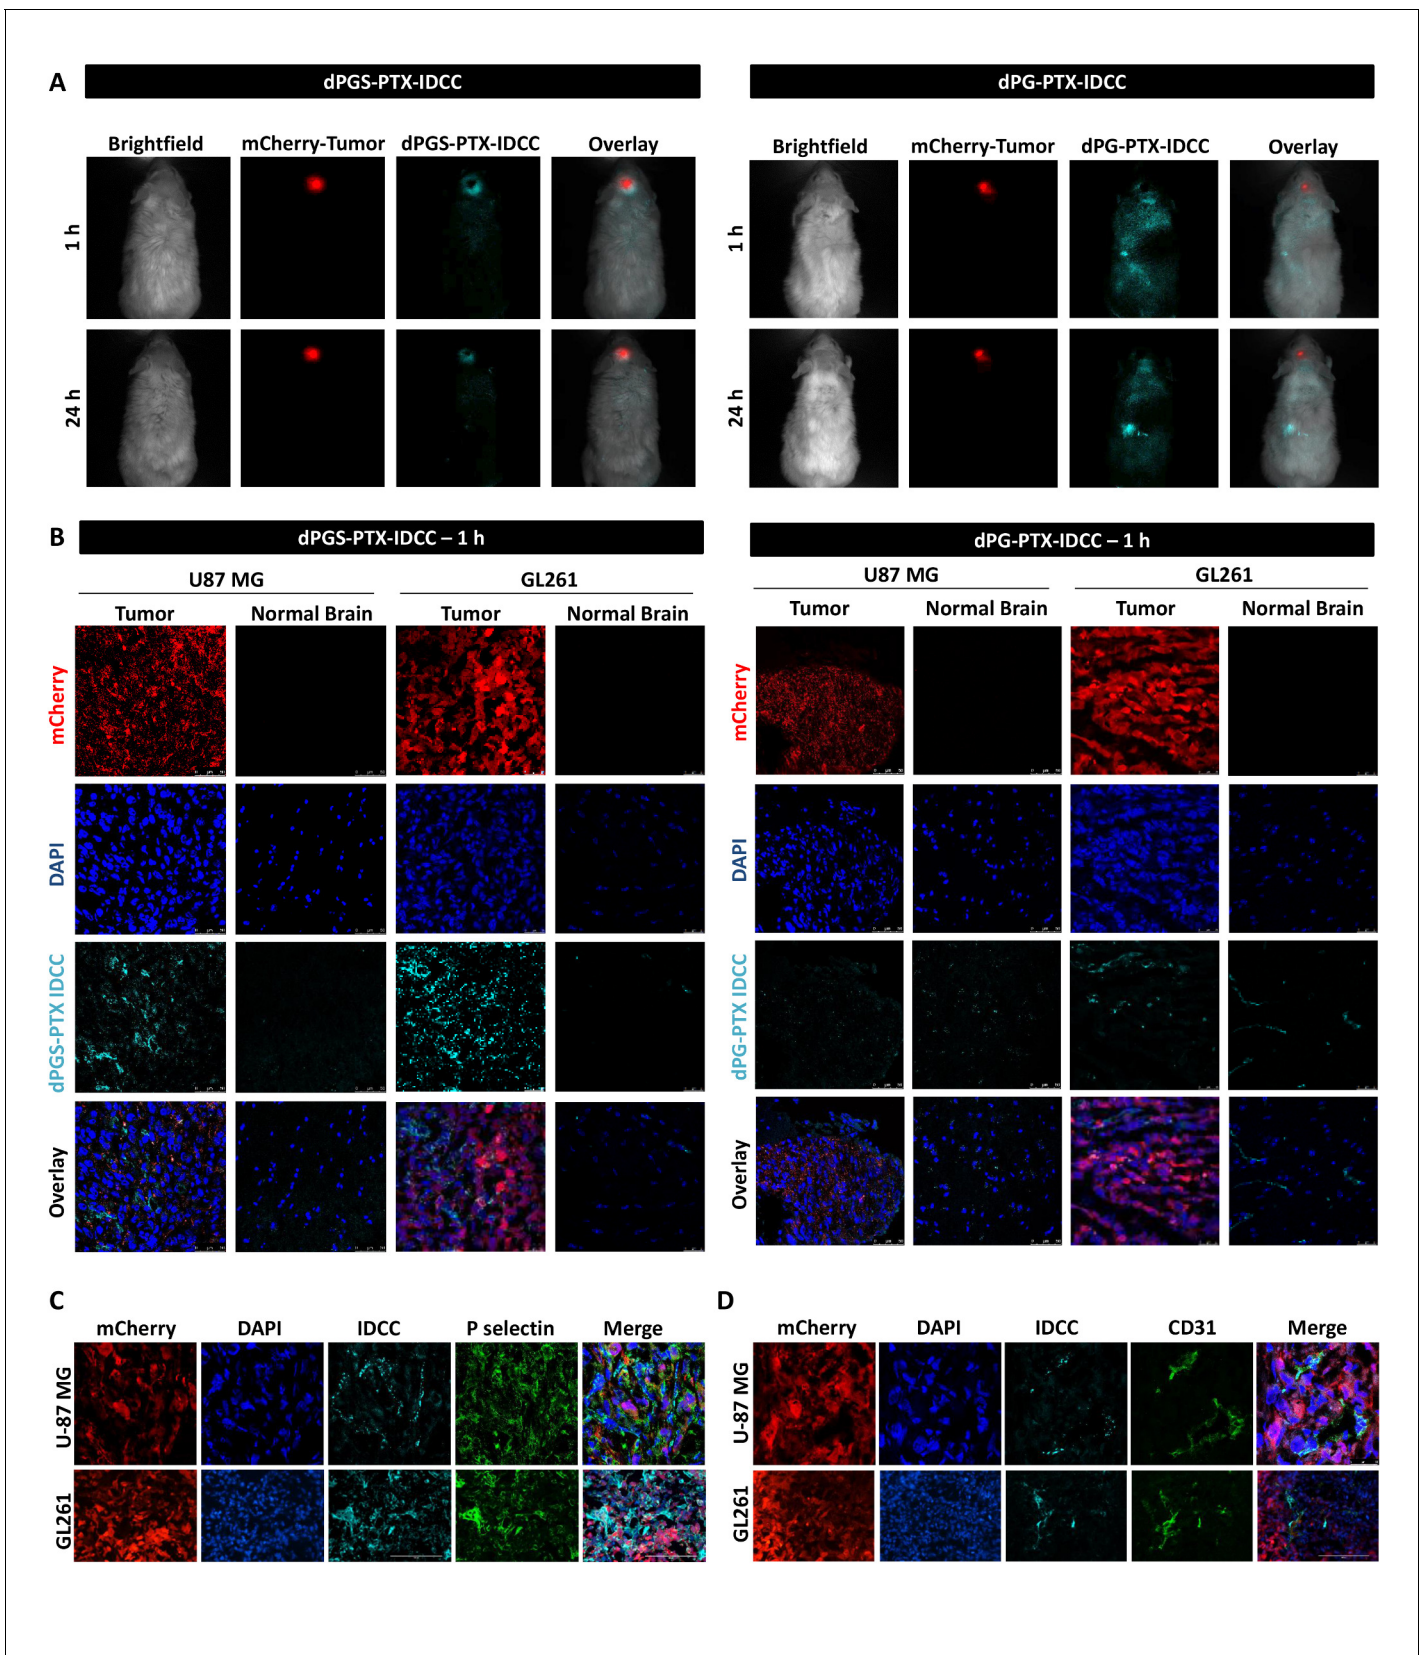 A
dPGS-PTX-IDCC
dPG-PTX-IDCC
Brightfield mCherry-Tumor dPGS-PTX-IDCC Overlay
Brightfield mCherry-Tumor dPG-PTX-IDCC Overlay
1 h
1 h
24 h
24 h
B
dPGS-PTX-IDCC – 1 h
dPG-PTX-IDCC – 1 h
U87 MG GL261
U87 MG GL261
Tumor Normal Brain Tumor Normal Brain
Tumor Normal Brain Tumor Normal Brain
mCherry
mCherry
DAPI
DAPI
dPGS-PTX IDCC
dPG-PTX IDCC
Overlay
Overlay
C
mCherry DAPI IDCC P selectin Merge
U-87 MG
GL261
D
mCherry DAPI IDCC CD31 Merge
U-87 MG
GL261